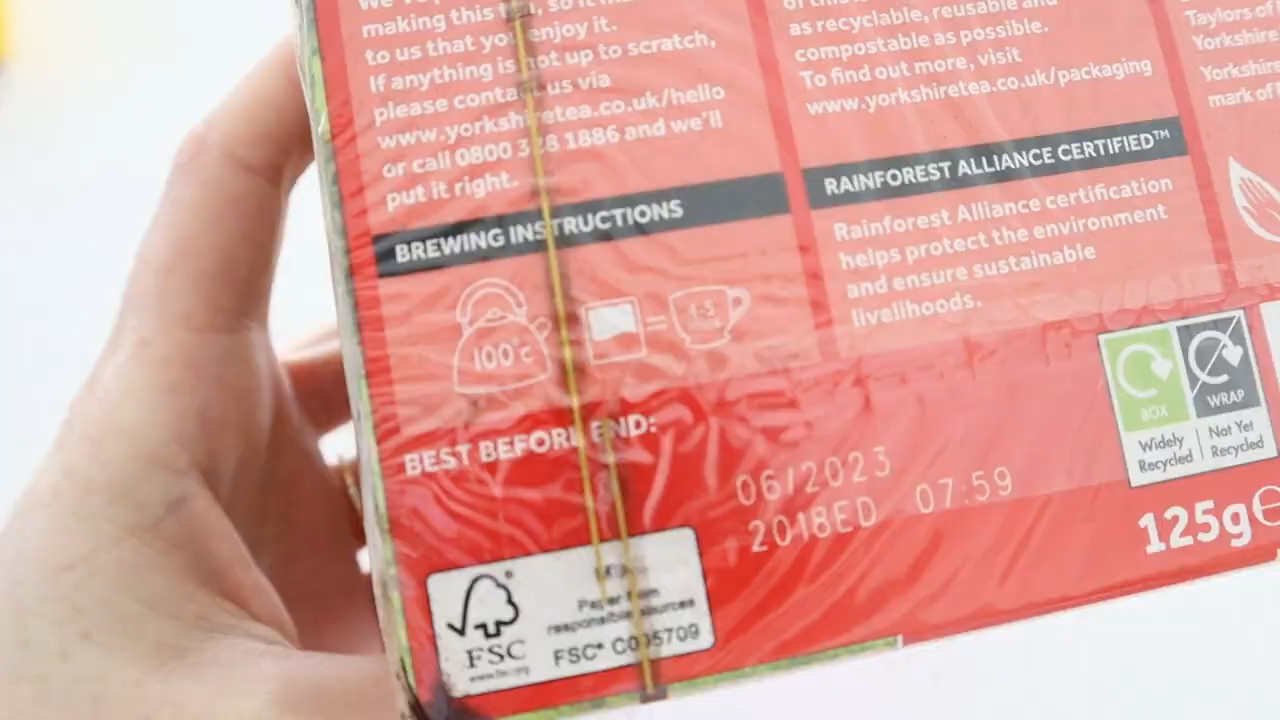 making this
to us that you enjoy it.
If anything is not up to scratch,
please contact us via
www.yorkshiretea.co.uk/hello
or call 0800 328 1886 and we'll
put it right.
BREWING INSTRUCTIONS
100°c
=
BEST BEFORE END:
06/2023
2018ED 07:59
Paper from
responsible sources
FSC® C005709
FSC
as recyclable, reusable and
compostable as possible.
To find out more, visit
www.yorkshiretea.co.uk/packaging
RAINFOREST ALLIANCE CERTIFIED™
Rainforest Alliance certification
helps protect the environment
and ensure sustainable
livelihoods.
Taylors of
Yorkshire
Yorkshire
mark of
BOX
Widely
Recycled
WRAP
Not Yet
Recycled
125g℮